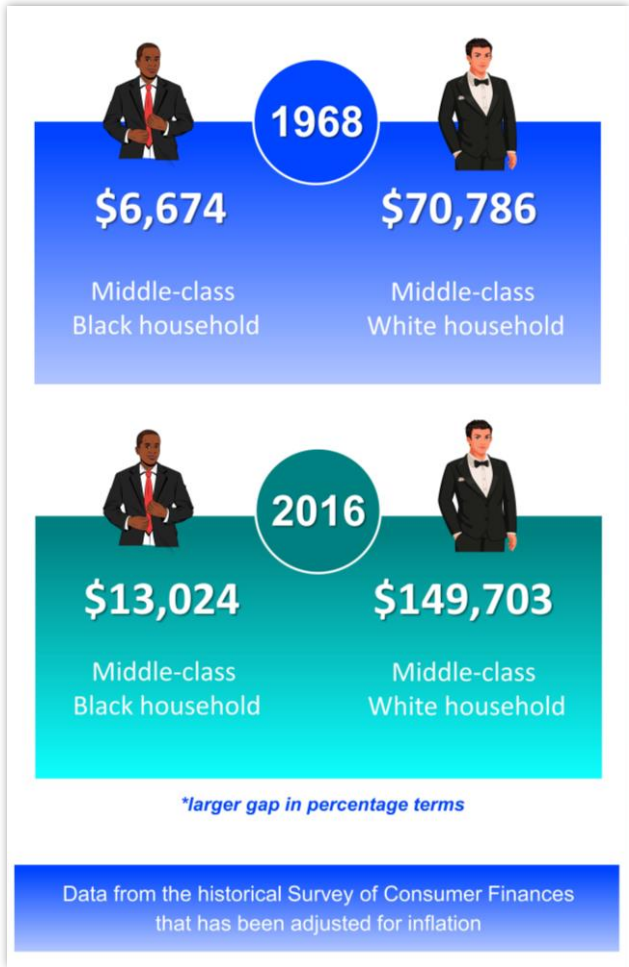 1968
$6,674
$70,786
Middle-class
Black household
Middle-class
White household
2016
$13,024
$149,703
Middle-class
Black household
Middle-class
White household
*larger gap in percentage terms
Data from the historical Survey of Consumer Finances
that has been adjusted for inflation